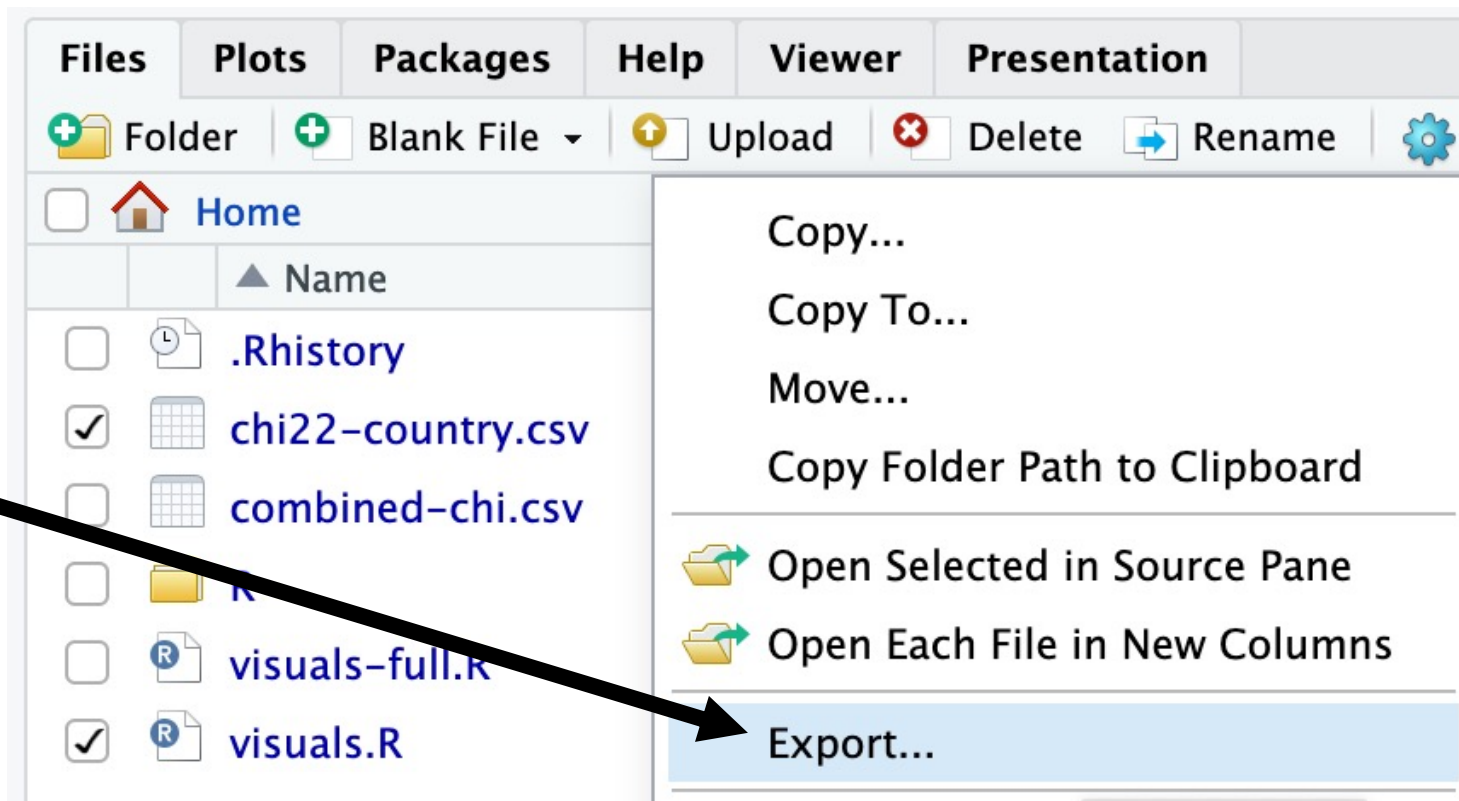 Files Plots Packages Help Viewer Presentation
Folder Blank File Upload Delete Rename
Home
Name
.Rhistory
chi22-country.csv
combined-chi.csv
R
visuals-full.R
visuals.R
Copy...
Copy To...
Move...
Copy Folder Path to Clipboard
Open Selected in Source Pane
Open Each File in New Columns
Export...